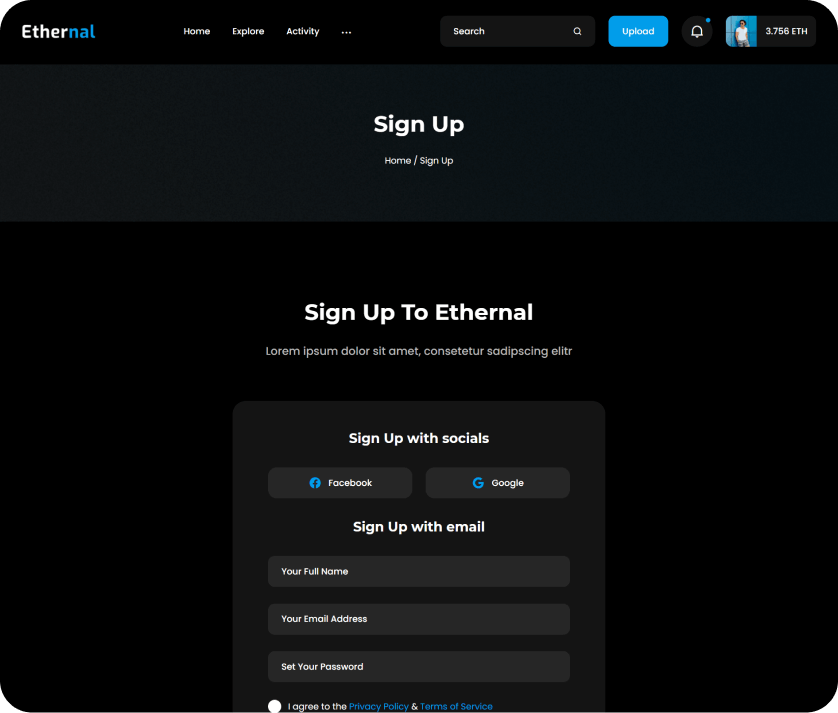 Ethernal Home Explore Activity ... Search Upload 3.756 ETH
Sign Up
Home / Sign Up
Sign Up To Ethernal
Lorem ipsum dolor sit amet, consetetur sadipscing elitr
Sign Up with socials
Facebook Google
Sign Up with email
Your Full Name
Your Email Address
Set Your Password
I agree to the Privacy Policy & Terms of Service